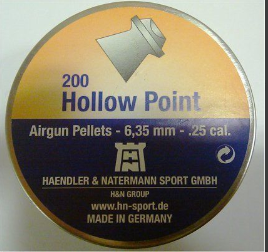 200
Hollow Point
Airgun Pellets - 6,35 mm - .25 cal.
HN
HAENDLER & NATERMANN SPORT GMBH
H&N GROUP
www.hn-sport.de
MADE IN GERMANY